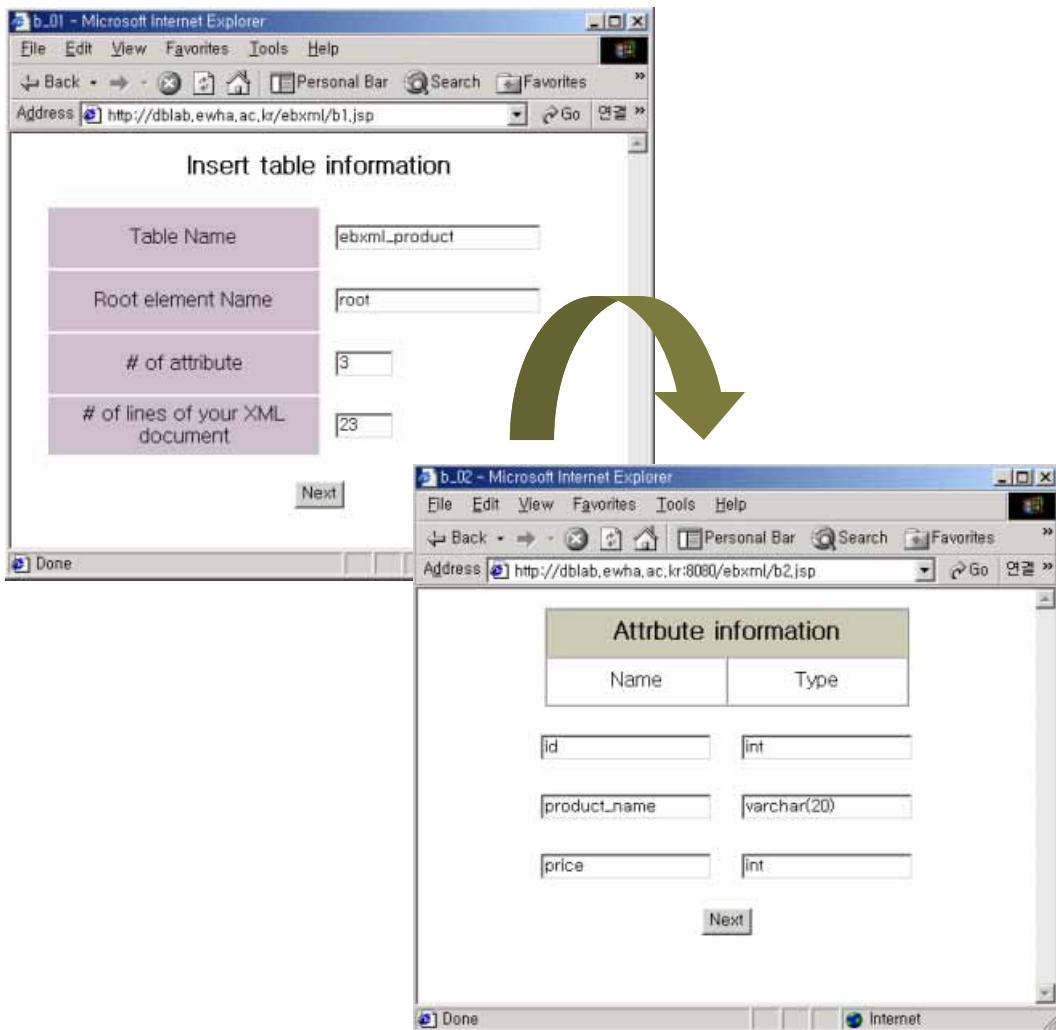 b_01 - Microsoft Internet Explorer
File Edit View Favorites Tools Help
Back Personal Bar Search Favorites »
Address http://dblab.ewha.ac.kr/ebxml/b1.jsp Go 연결 »
Insert table information
Table Name ebxml_product
Root element Name root
# of attribute 3
# of lines of your XML
document 23
Next
Done
b_02 - Microsoft Internet Explorer
File Edit View Favorites Tools Help
Back Personal Bar Search Favorites »
Address http://dblab.ewha.ac.kr:8080/ebxml/b2.jsp Go 연결 »
Attrbute information
Name Type
id int
product_name varchar(20)
price int
Next
Done Internet